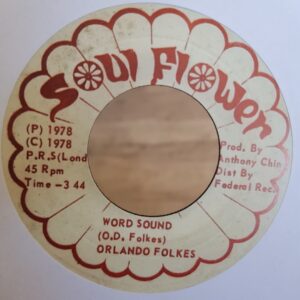 Soul Flower
(P) 1978
(C) 1978
P.R.S(Lond
45 Rpm
Time -3 44
Prod. By
Anthony Chin
Dist By
Federal Rec.
WORD SOUND
(O.D. Folkes)
ORLANDO FOLKES